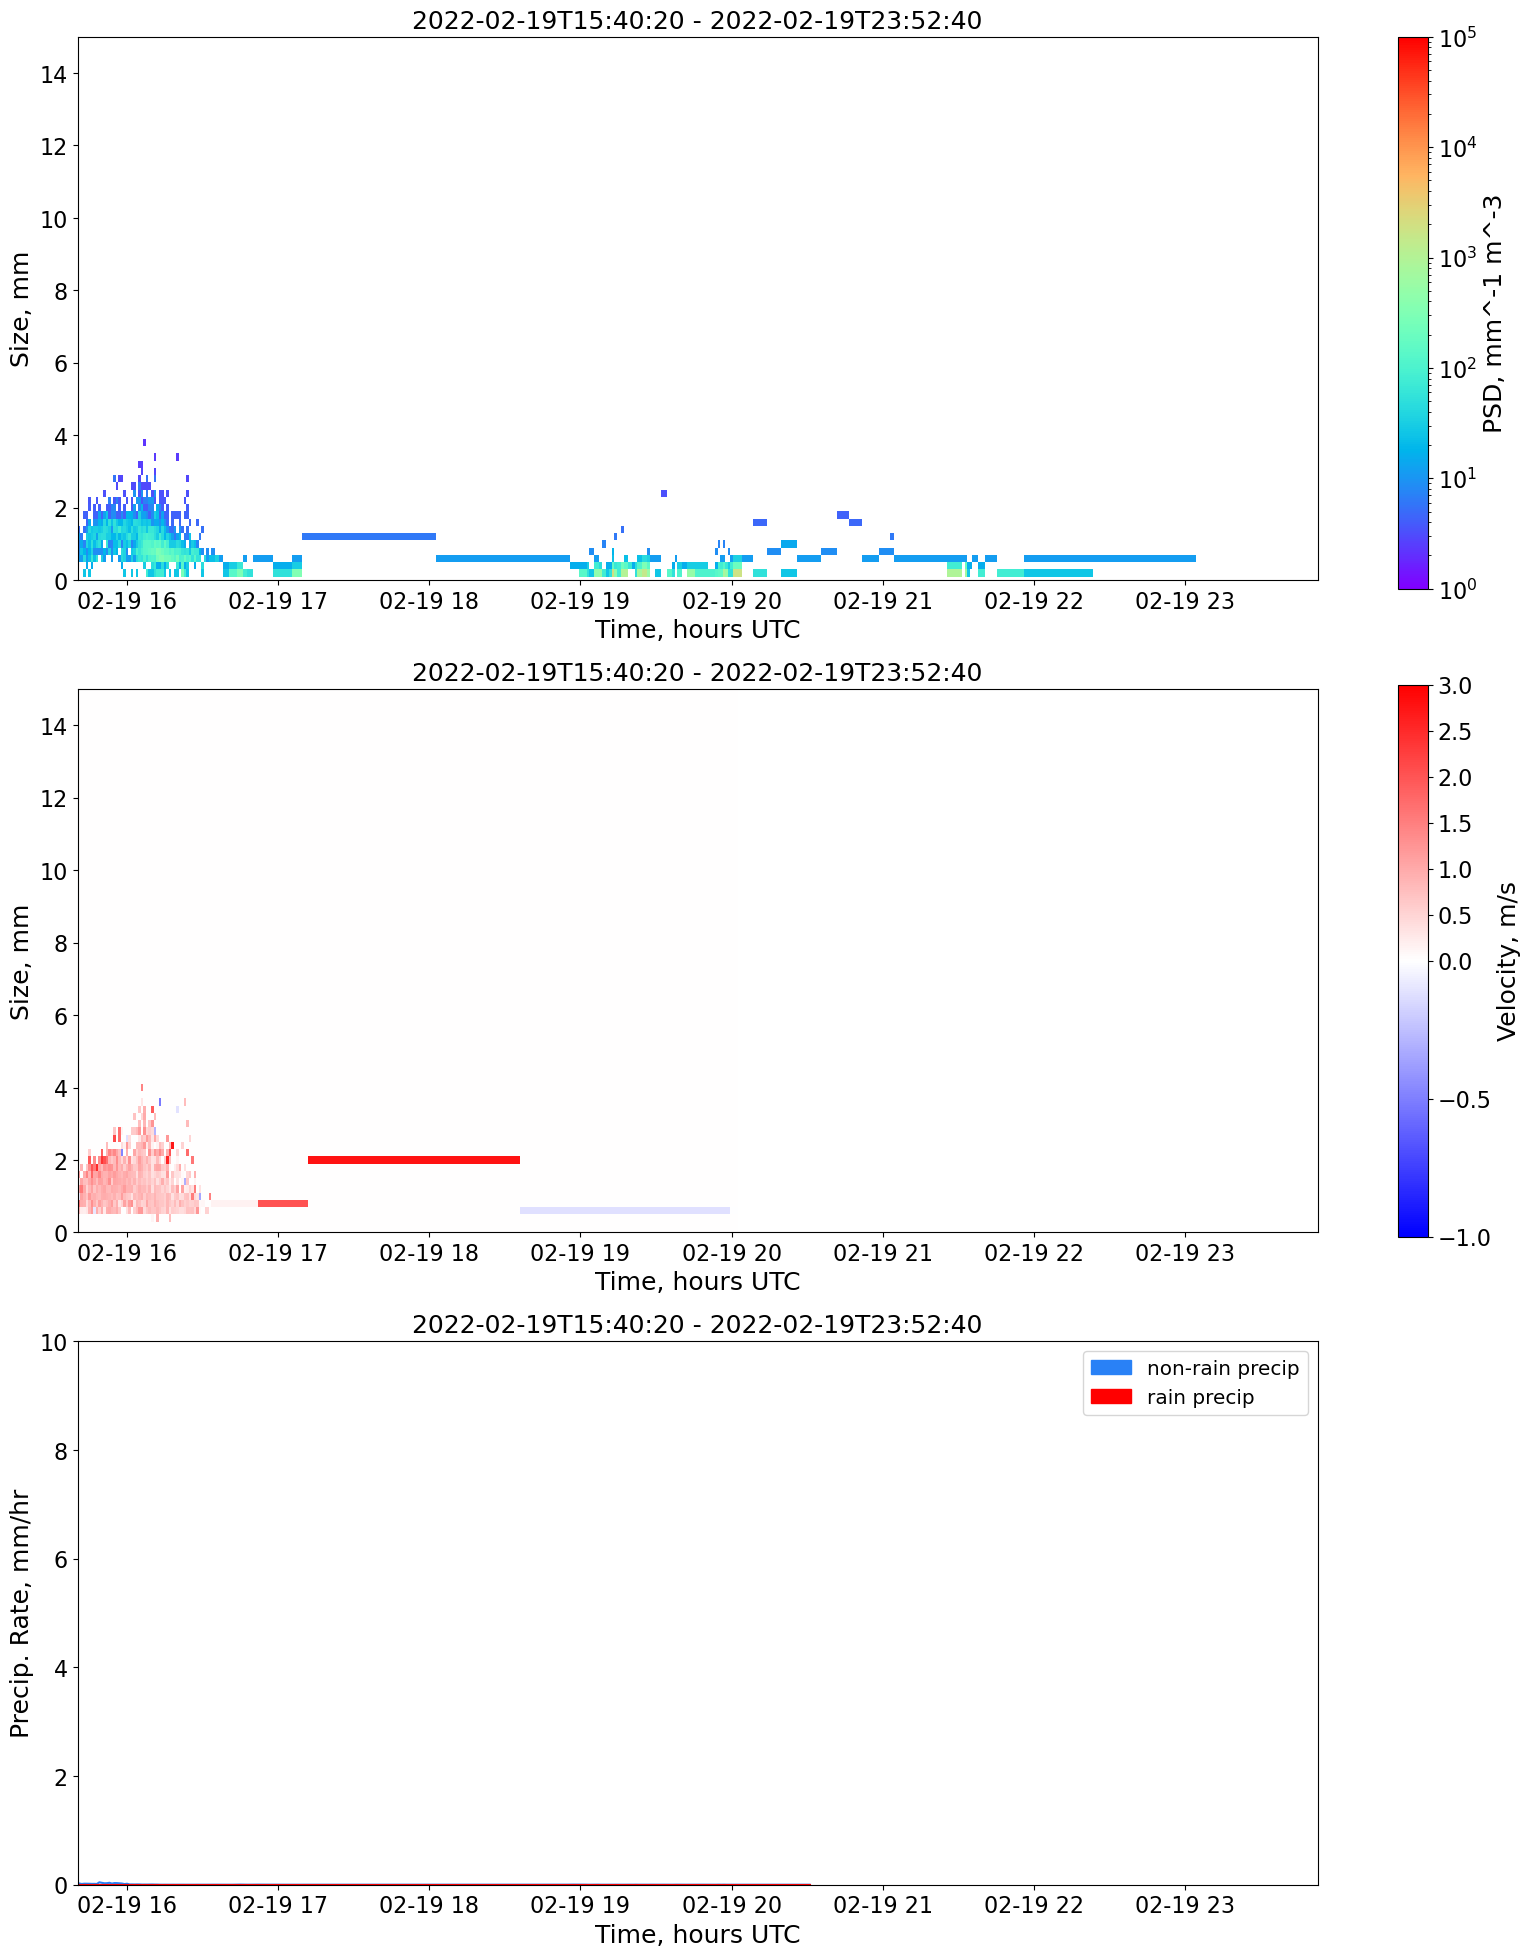 2022-02-19T15:40:20 - 2022-02-19T23:52:40
14
12
10
8
6
4
2
0
Size, mm
02-19 16 02-19 17 02-19 18 02-19 19 02-19 20 02-19 21 02-19 22 02-19 23
Time, hours UTC
10^5
10^4
10^3
10^2
10^1
10^0
PSD, mm^-1 m^-3
2022-02-19T15:40:20 - 2022-02-19T23:52:40
14
12
10
8
6
4
2
0
Size, mm
02-19 16 02-19 17 02-19 18 02-19 19 02-19 20 02-19 21 02-19 22 02-19 23
Time, hours UTC
3.0
2.5
2.0
1.5
1.0
0.5
0.0
−0.5
−1.0
Velocity, m/s
2022-02-19T15:40:20 - 2022-02-19T23:52:40
10
8
6
4
2
0
Precip. Rate, mm/hr
non-rain precip
rain precip
02-19 16 02-19 17 02-19 18 02-19 19 02-19 20 02-19 21 02-19 22 02-19 23
Time, hours UTC